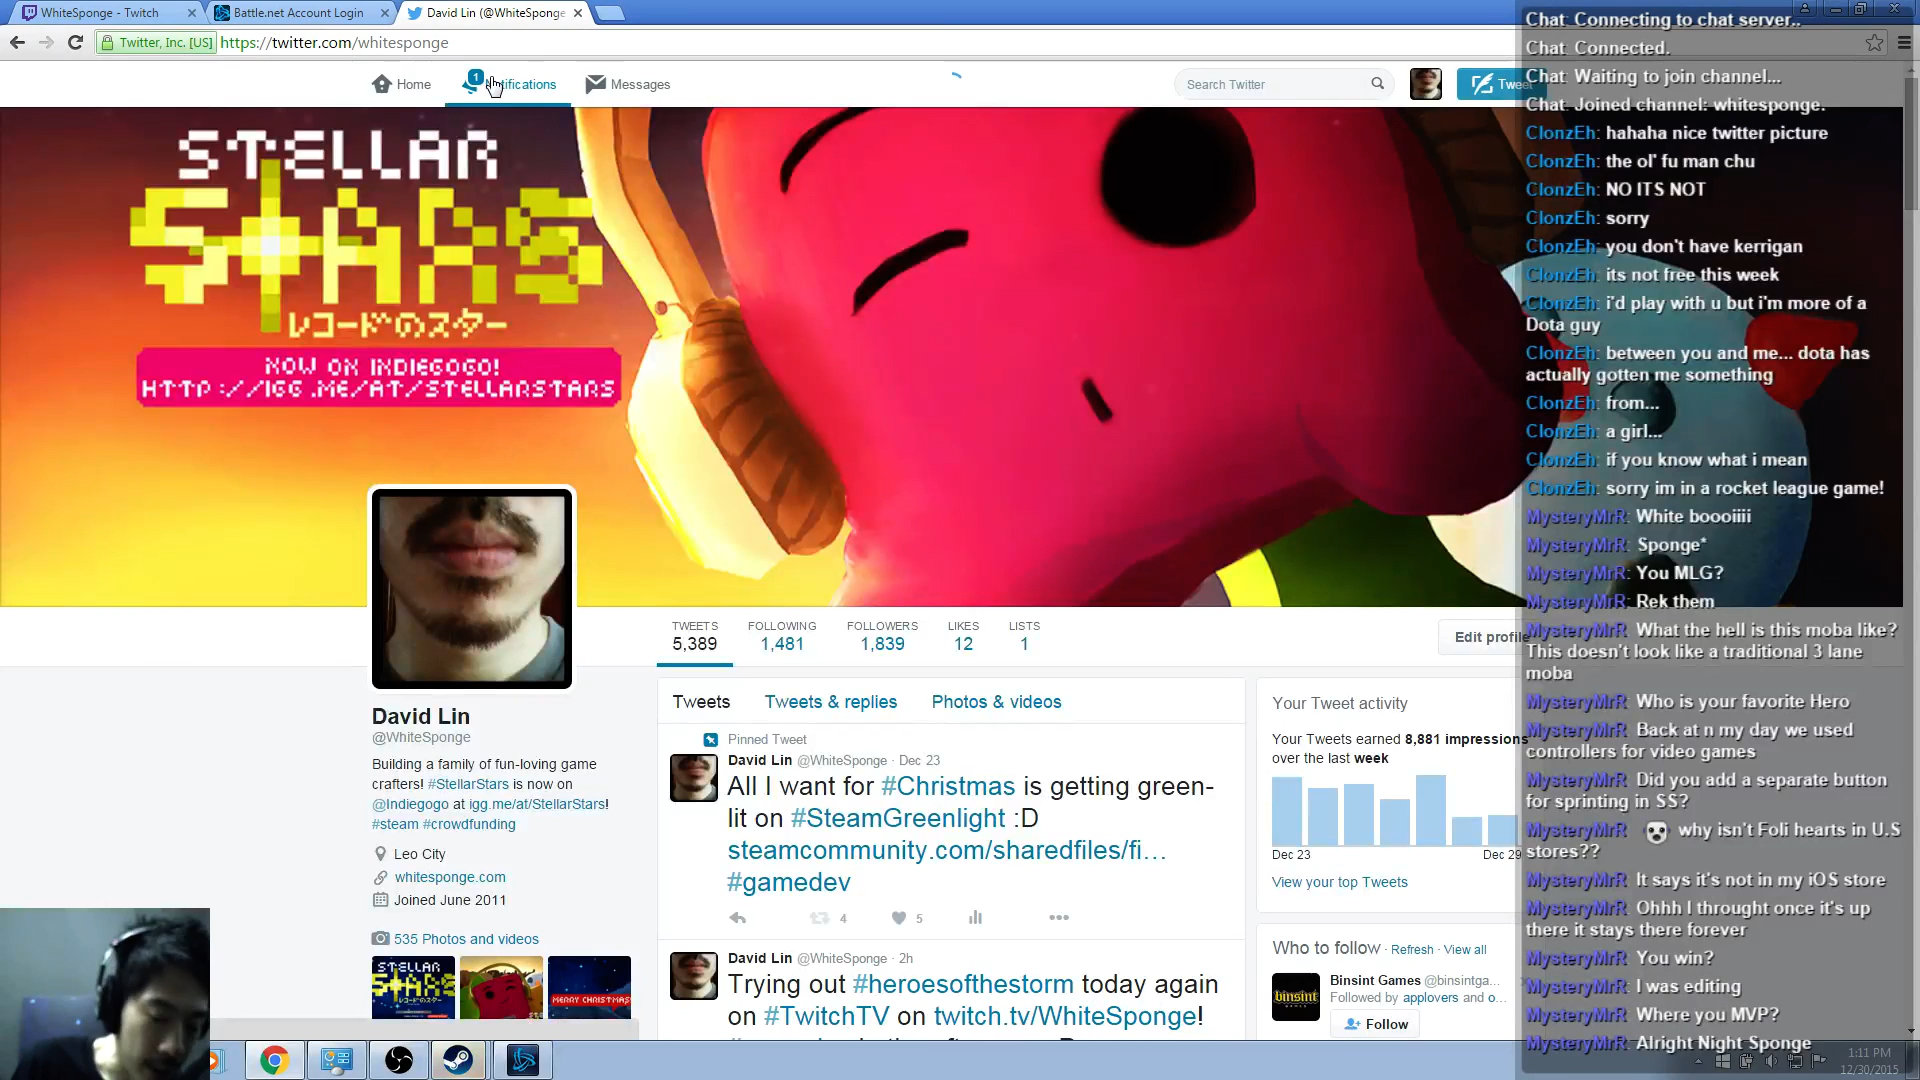 WhiteSponge - Twitch
Battle.net Account Login
David Lin (@WhiteSponge
Twitter, Inc. [US]
https://twitter.com/whitesponge
Home
1
Notifications
Messages
Search Twitter
Tweet
STELLAR
STARS
レコードのスター
NOW ON INDIEGOGO!
HTTP://IGG.ME/AT/STELLARSTARS
TWEETS
5,389
FOLLOWING
1,481
FOLLOWERS
1,839
LIKES
12
LISTS
1
Edit profile
David Lin
@WhiteSponge
Building a family of fun-loving game
crafters! #StellarStars is now on
@Indiegogo at igg.me/at/StellarStars!
#steam #crowdfunding
Leo City
whitesponge.com
Joined June 2011
535 Photos and videos
STELLAR
STARS
レコードのスター
MERRY CHRISTMAS
Tweets
Tweets & replies
Photos & videos
Pinned Tweet
David Lin @WhiteSponge · Dec 23
All I want for #Christmas is getting green-
lit on #SteamGreenlight :D
steamcommunity.com/sharedfiles/fi…
#gamedev
4
5
David Lin @WhiteSponge · 2h
Trying out #heroesofthestorm today again
on #TwitchTV on twitch.tv/WhiteSponge!
Your Tweet activity
Your Tweets earned 8,881 impressions
over the last week
Dec 23
Dec 29
View your top Tweets
Who to follow · Refresh · View all
binsint
Binsint Games @binsintga...
Followed by applovers and o...
Follow
Chat: Connecting to chat server..
Chat: Connected.
Chat: Waiting to join channel...
Chat: Joined channel: whitesponge.
ClonzEh: hahaha nice twitter picture
ClonzEh: the ol' fu man chu
ClonzEh: NO ITS NOT
ClonzEh: sorry
ClonzEh: you don't have kerrigan
ClonzEh: its not free this week
ClonzEh: i'd play with u but i'm more of a
Dota guy
ClonzEh: between you and me... dota has
actually gotten me something
ClonzEh: from...
ClonzEh: a girl...
ClonzEh: if you know what i mean
ClonzEh: sorry im in a rocket league game!
MysteryMrR: White boooiiii
MysteryMrR: Sponge*
MysteryMrR: You MLG?
MysteryMrR: Rek them
MysteryMrR: What the hell is this moba like?
This doesn't look like a traditional 3 lane
moba
MysteryMrR: Who is your favorite Hero
MysteryMrR: Back at n my day we used
controllers for video games
MysteryMrR: Did you add a separate button
for sprinting in SS?
MysteryMrR: why isn't Foli hearts in U.S
stores??
MysteryMrR: It says it's not in my iOS store
MysteryMrR: Ohhh I throught once it's up
there it stays there forever
MysteryMrR: You win?
MysteryMrR: I was editing
MysteryMrR: Where you MVP?
MysteryMrR: Alright Night Sponge
1:11 PM
12/30/2015